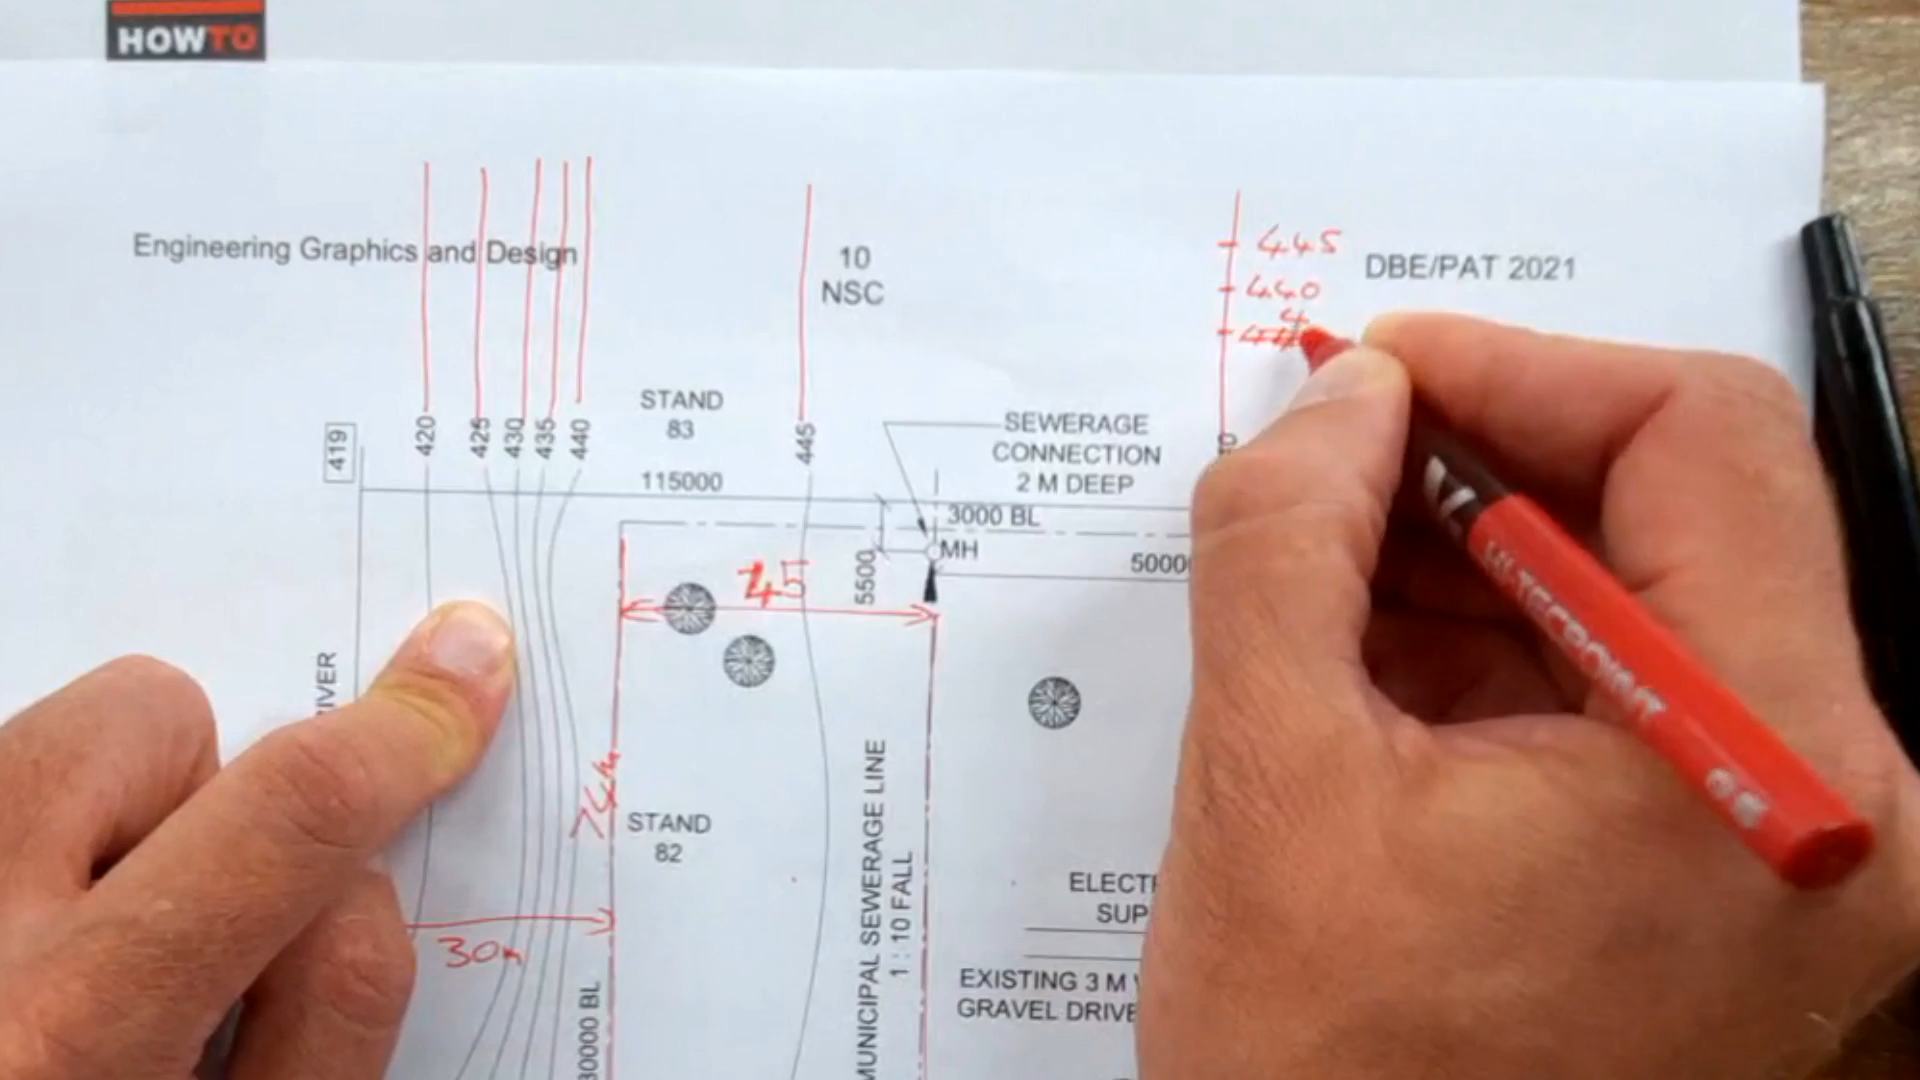 HOWTO
Engineering Graphics and Design
10
NSC
445
440
DBE/PAT 2021
419
420
425
430
435
440
STAND
83
445
SEWERAGE
CONNECTION
2 M DEEP
115000
3000 BL
MH
5500
45
STAND
82
74m
30m
30000 BL
MUNICIPAL SEWERAGE LINE
1 : 10 FALL
EXISTING 3 M
GRAVEL DRIVE
HI-TECPOINT